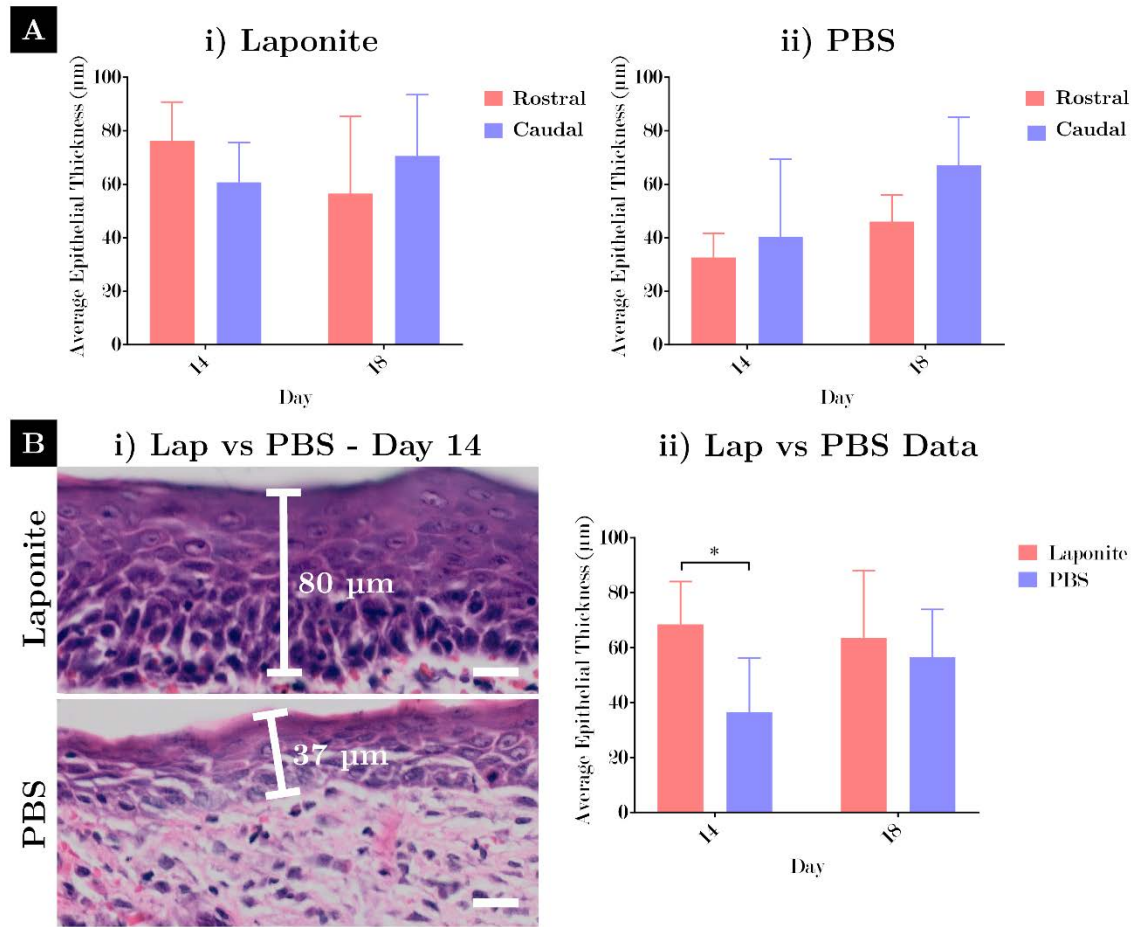 A
i) Laponite
Average Epithelial Thickness (µm)
100
80
60
40
20
0
14
18
Day
Rostral
Caudal
ii) PBS
Average Epithelial Thickness (µm)
100
80
60
40
20
0
14
18
Day
Rostral
Caudal
B
i) Lap vs PBS - Day 14
Laponite
80 µm
PBS
37 µm
ii) Lap vs PBS Data
Average Epithelial Thickness (µm)
100
80
60
40
20
0
*
14
18
Day
Laponite
PBS